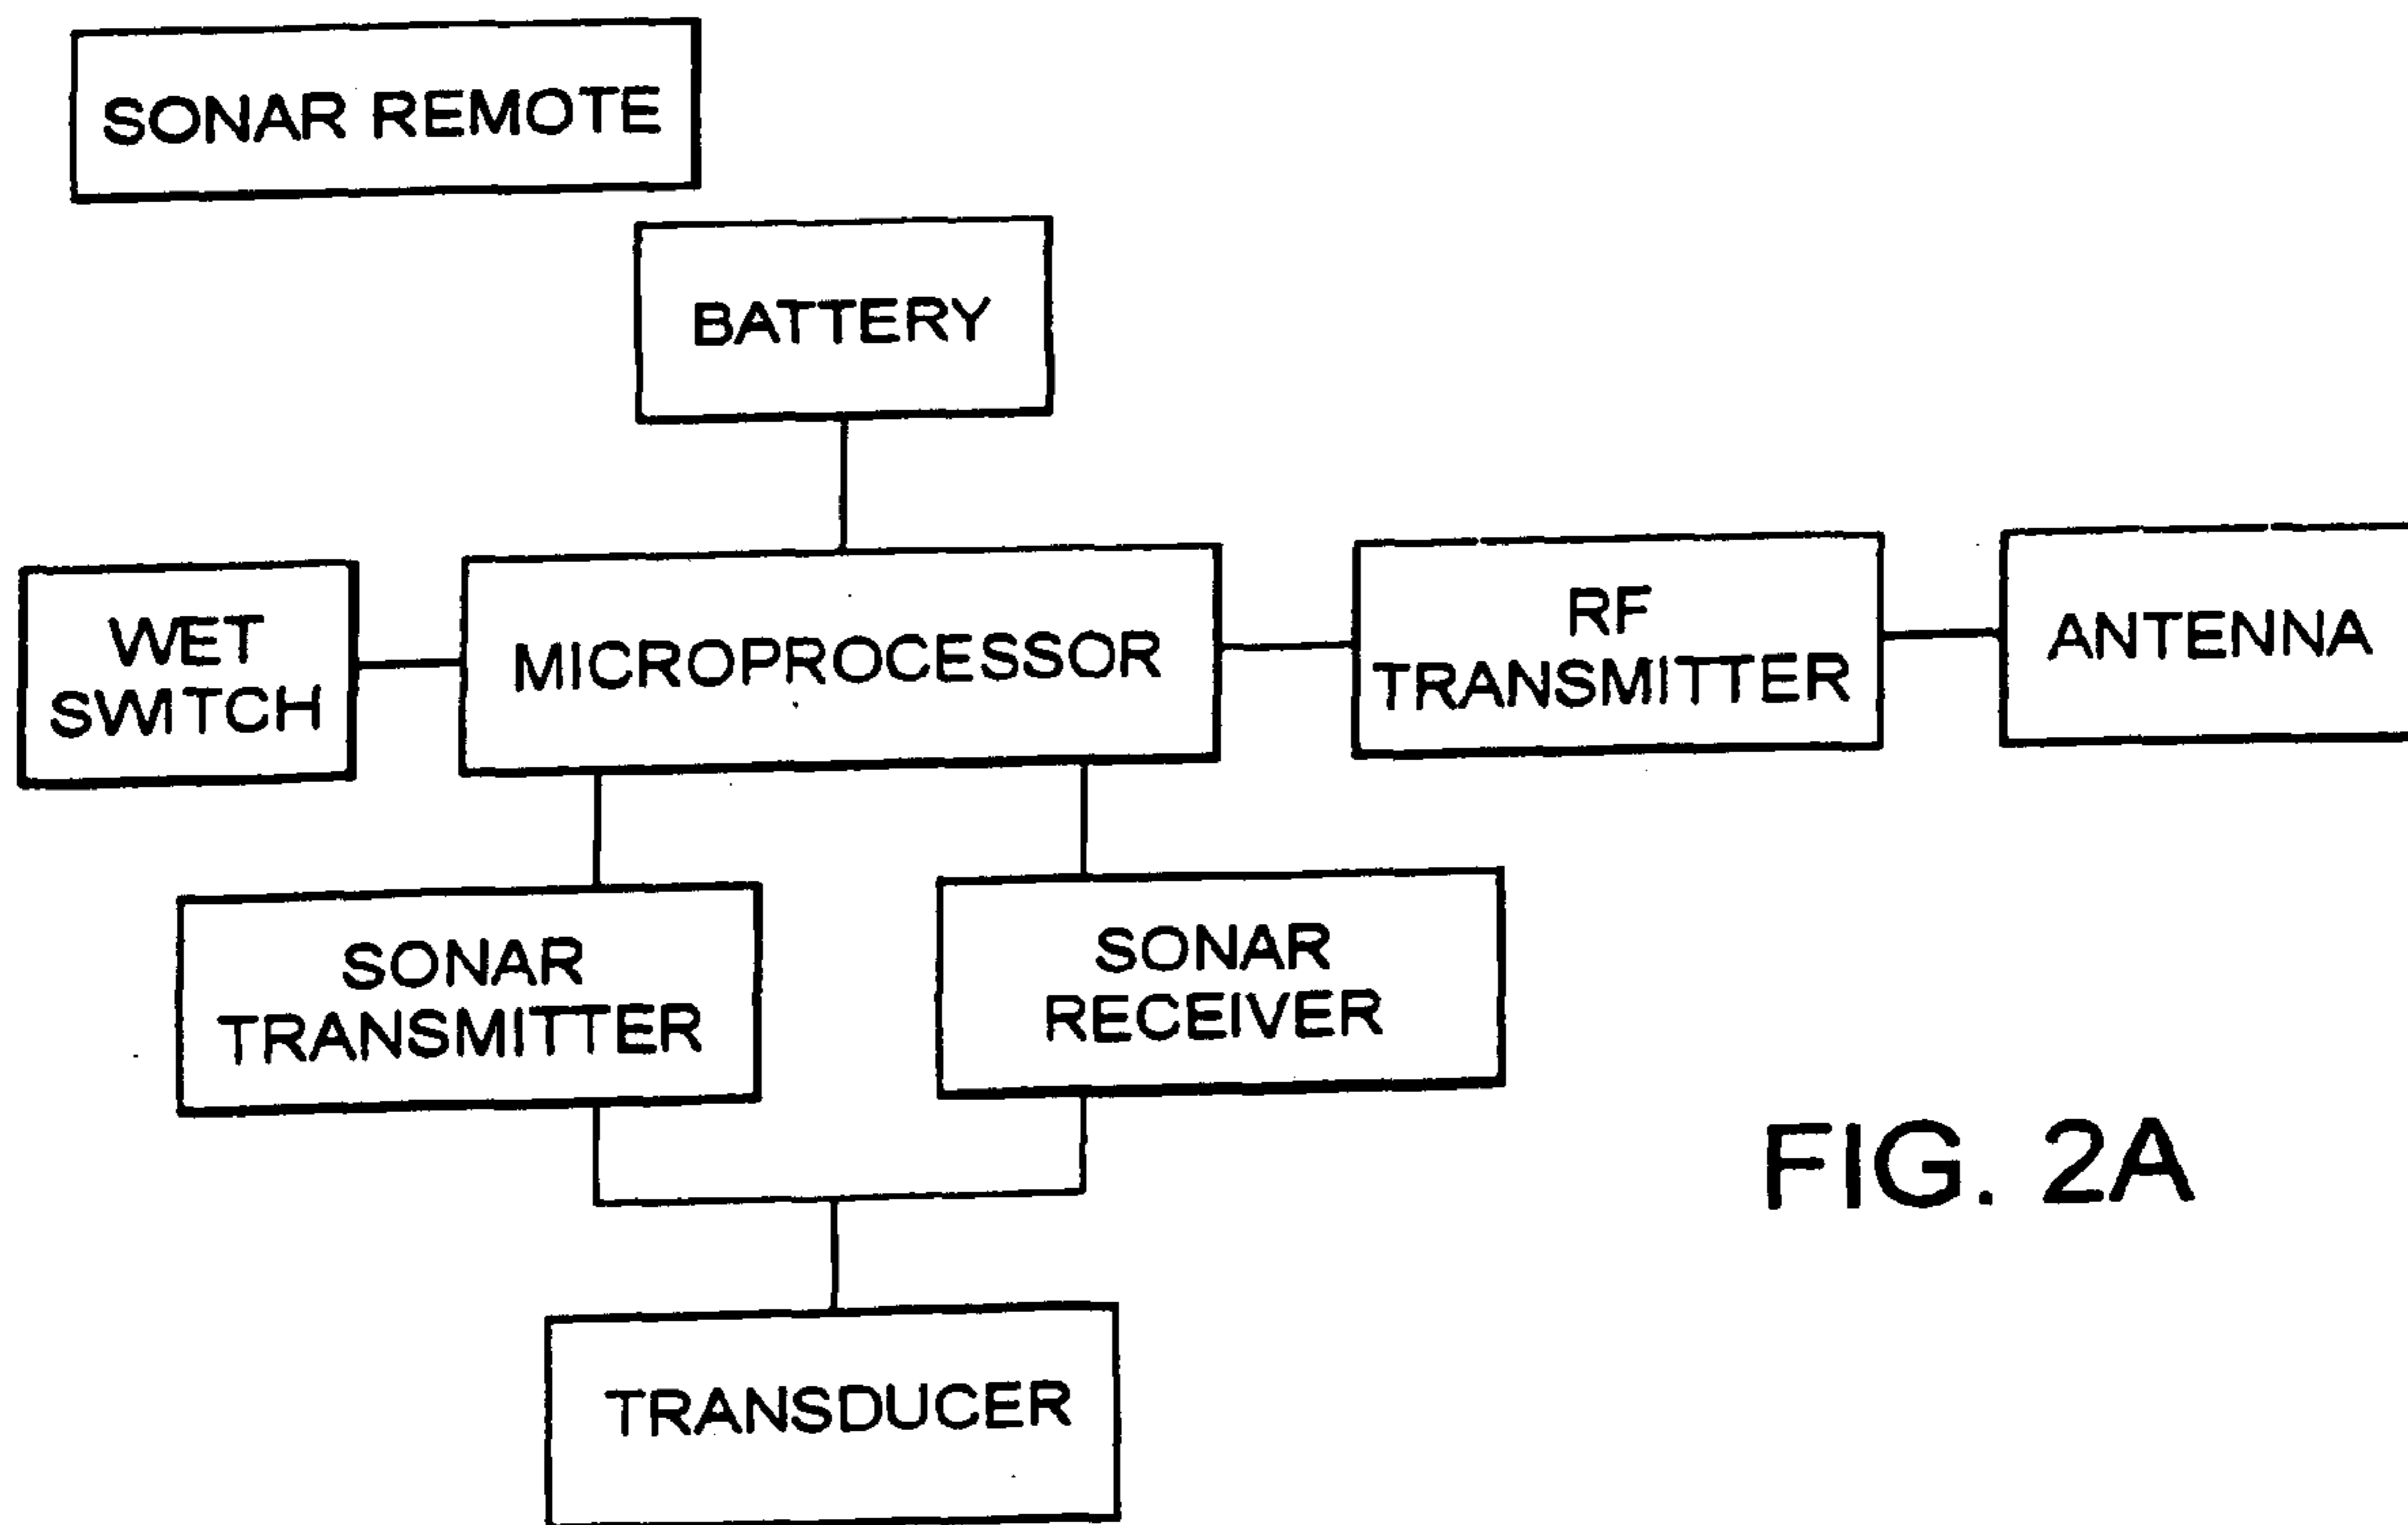 SONAR REMOTE
BATTERY
WET
SWITCH
MICROPROCESSOR
RF
TRANSMITTER
ANTENNA
SONAR
TRANSMITTER
SONAR
RECEIVER
TRANSDUCER
FIG. 2A